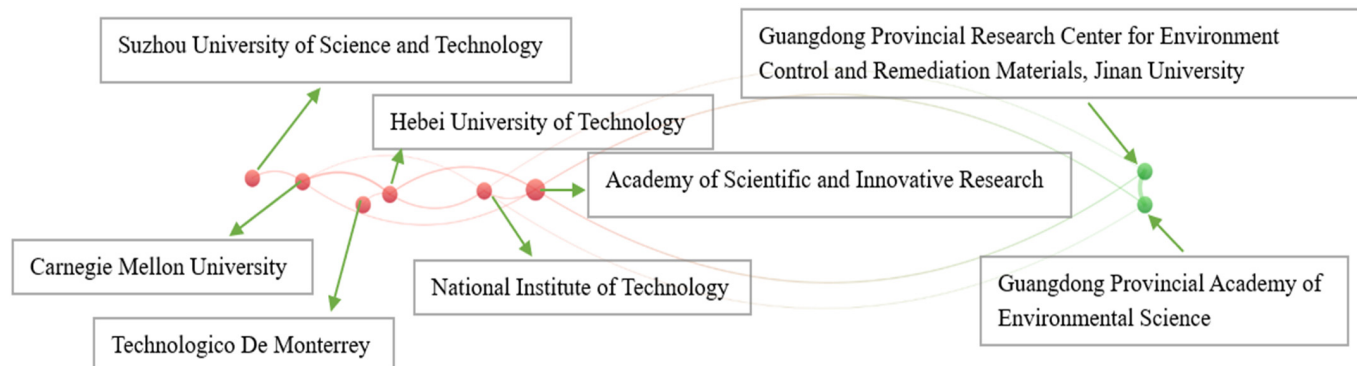 Suzhou University of Science and Technology
Guangdong Provincial Research Center for Environment
Control and Remediation Materials, Jinan University
Hebei University of Technology
Academy of Scientific and Innovative Research
Carnegie Mellon University
National Institute of Technology
Guangdong Provincial Academy of
Environmental Science
Technologico De Monterrey